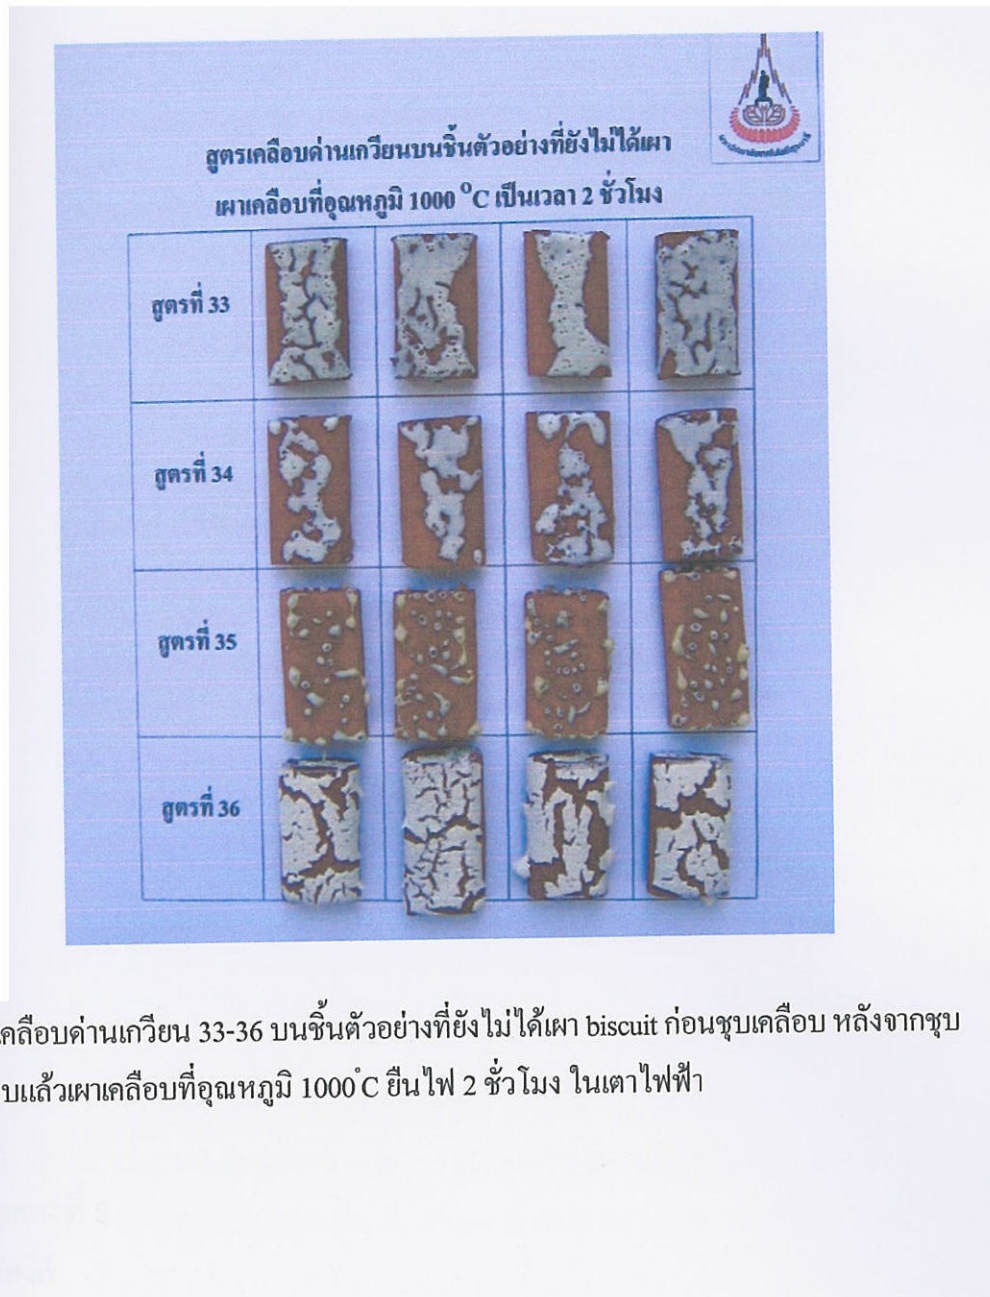 สูตรเคลือบด่านเกวียนบนชิ้นตัวอย่างที่ยังไม่ได้เผา
เผาเคลือบที่อุณหภูมิ 1000 °C เป็นเวลา 2 ชั่วโมง
สูตรที่ 33
สูตรที่ 34
สูตรที่ 35
สูตรที่ 36
เคลือบด่านเกวียน 33-36 บนชิ้นตัวอย่างที่ยังไม่ได้เผา biscuit ก่อนชุบเคลือบ หลังจากชุบ
บแล้วเผาเคลือบที่อุณหภูมิ 1000°C ยืนไฟ 2 ชั่วโมง ในเตาไฟฟ้า